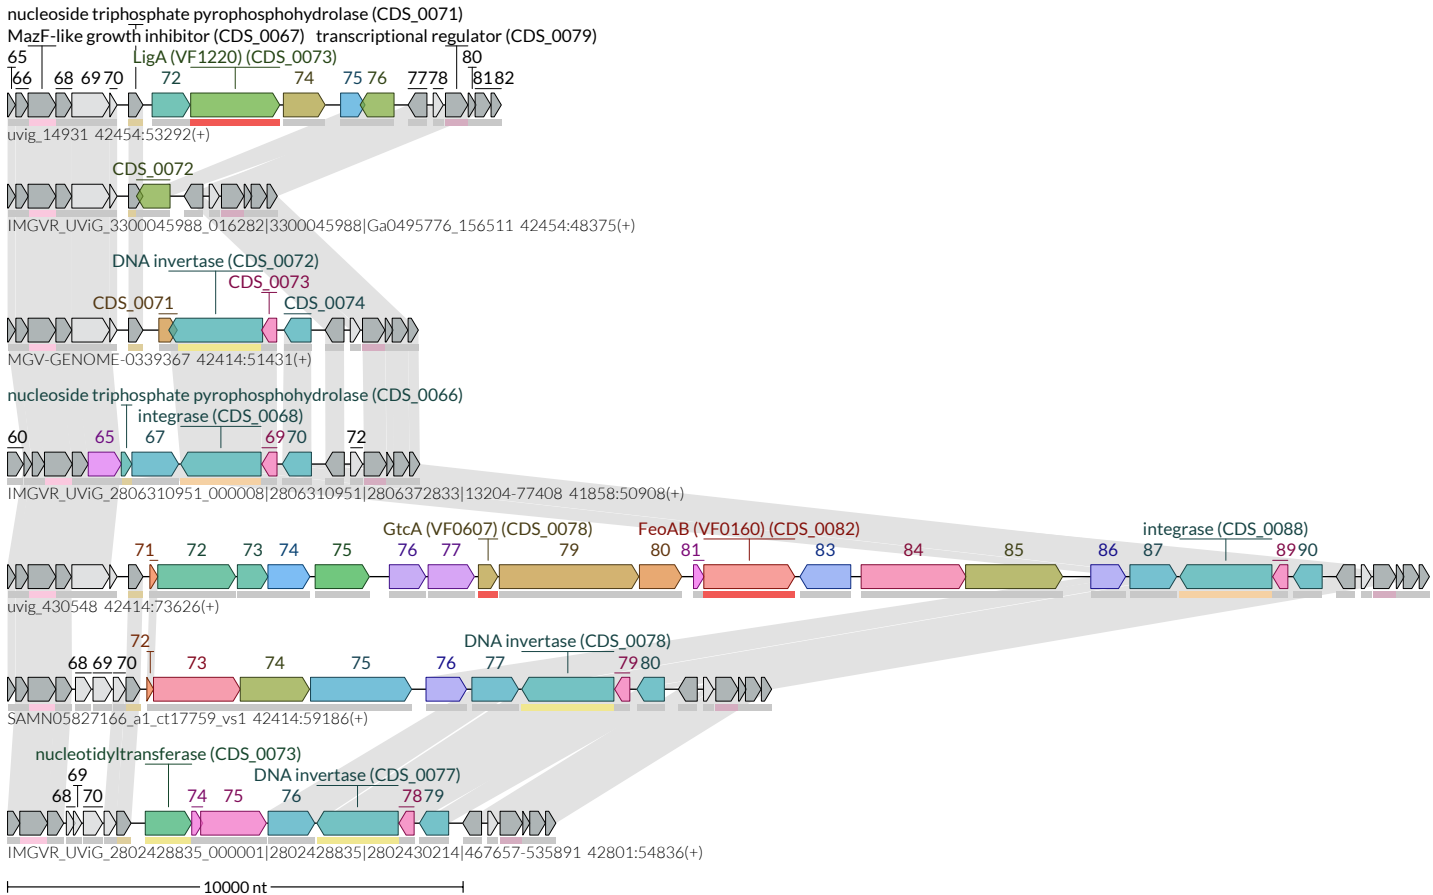 nucleoside triphosphate pyrophosphohydrolase (CDS_0071)
MazF-like growth inhibitor (CDS_0067) transcriptional regulator (CDS_0079)
65 LigA (VF1220) (CDS_0073) 80
66 68 69 70 72 74 75 76 77 78 81 82
uvig_14931 42454:53292(+)
CDS_0072
IMGVR_UViG_3300045988_016282|3300045988|Ga0495776_156511 42454:48375(+)
DNA invertase (CDS_0072)
CDS_0073
CDS_0071 CDS_0074
MGV-GENOME-0339367 42414:51431(+)
nucleoside triphosphate pyrophosphohydrolase (CDS_0066)
integrase (CDS_0068)
60 65 67 69 70 72
IMGVR_UViG_2806310951_000008|2806310951|2806372833|13204-77408 41858:50908(+)
GtcA (VF0607) (CDS_0078) FeoAB (VF0160) (CDS_0082) integrase (CDS_0088)
71 72 73 74 75 76 77 79 80 81 83 84 85 86 87 89 90
uvig_430548 42414:73626(+)
72 DNA invertase (CDS_0078)
68 69 70 73 74 75 76 77 79 80
SAMN05827166_a1_ct17759_vs1 42414:59186(+)
nucleotidyltransferase (CDS_0073)
69 DNA invertase (CDS_0077)
68 70 74 75 76 78 79
IMGVR_UViG_2802428835_000001|2802428835|2802430214|467657-535891 42801:54836(+)
10000 nt